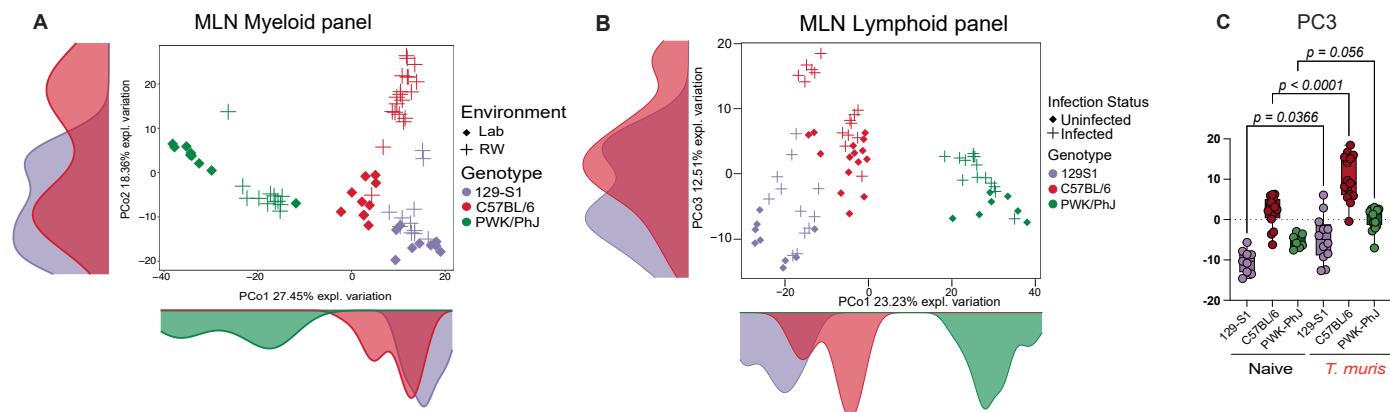 A
MLN Myeloid panel
PCo2 18.36% expl. variation
20
10
0
−10
−20
−40
−20
0
20
PCo1 27.45% expl. variation
Environment
Lab
RW
Genotype
129-S1
C57BL/6
PWK/PhJ
B
MLN Lymphoid panel
PCo3 12.51% expl. variation
20
10
0
−10
−20
0
20
40
PCo1 23.23% expl. variation
Infection Status
Uninfected
Infected
Genotype
129S1
C57BL/6
PWK/PhJ
C
PC3
p = 0.056
p < 0.0001
p = 0.0366
20
10
0
-10
-20
129-S1
C57BL/6
PWK-PhJ
129-S1
C57BL/6
PWK-PhJ
Naive
T. muris